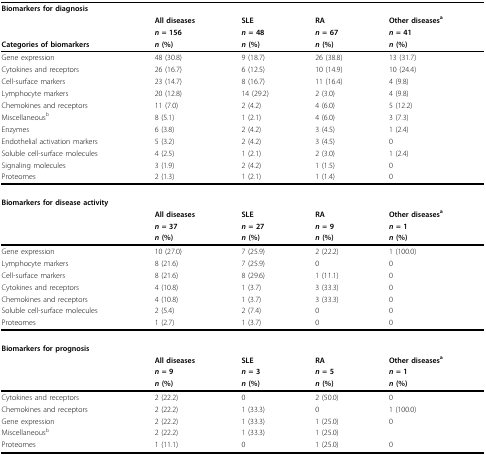 Biomarkers for diagnosis
All diseases SLE RA Other diseasesa
n = 156 n = 48 n = 67 n = 41
Categories of biomarkers n (%) n (%) n (%) n (%)
Gene expression 48 (30.8) 9 (18.7) 26 (38.8) 13 (31.7)
Cytokines and receptors 26 (16.7) 6 (12.5) 10 (14.9) 10 (24.4)
Cell-surface markers 23 (14.7) 8 (16.7) 11 (16.4) 4 (9.8)
Lymphocyte markers 20 (12.8) 14 (29.2) 2 (3.0) 4 (9.8)
Chemokines and receptors 11 (7.0) 2 (4.2) 4 (6.0) 5 (12.2)
Miscellaneousb 8 (5.1) 1 (2.1) 4 (6.0) 3 (7.3)
Enzymes 6 (3.8) 2 (4.2) 3 (4.5) 1 (2.4)
Endothelial activation markers 5 (3.2) 2 (4.2) 3 (4.5) 0
Soluble cell-surface molecules 4 (2.5) 1 (2.1) 2 (3.0) 1 (2.4)
Signaling molecules 3 (1.9) 2 (4.2) 1 (1.5) 0
Proteomes 2 (1.3) 1 (2.1) 1 (1.4) 0
Biomarkers for disease activity
All diseases SLE RA Other diseasesa
n = 37 n = 27 n = 9 n = 1
n (%) n (%) n (%) n (%)
Gene expression 10 (27.0) 7 (25.9) 2 (22.2) 1 (100.0)
Lymphocyte markers 8 (21.6) 7 (25.9) 0 0
Cell-surface markers 8 (21.6) 8 (29.6) 1 (11.1) 0
Cytokines and receptors 4 (10.8) 1 (3.7) 3 (33.3) 0
Chemokines and receptors 4 (10.8) 1 (3.7) 3 (33.3) 0
Soluble cell-surface molecules 2 (5.4) 2 (7.4) 0 0
Proteomes 1 (2.7) 1 (3.7) 0 0
Biomarkers for prognosis
All diseases SLE RA Other diseasesa
n = 9 n = 3 n = 5 n = 1
n (%) n (%) n (%) n (%)
Cytokines and receptors 2 (22.2) 0 2 (50.0) 0
Chemokines and receptors 2 (22.2) 1 (33.3) 0 1 (100.0)
Gene expression 2 (22.2) 1 (33.3) 1 (25.0) 0
Miscellaneousb 2 (22.2) 1 (33.3) 1 (25.0)
Proteomes 1 (11.1) 0 1 (25.0) 0